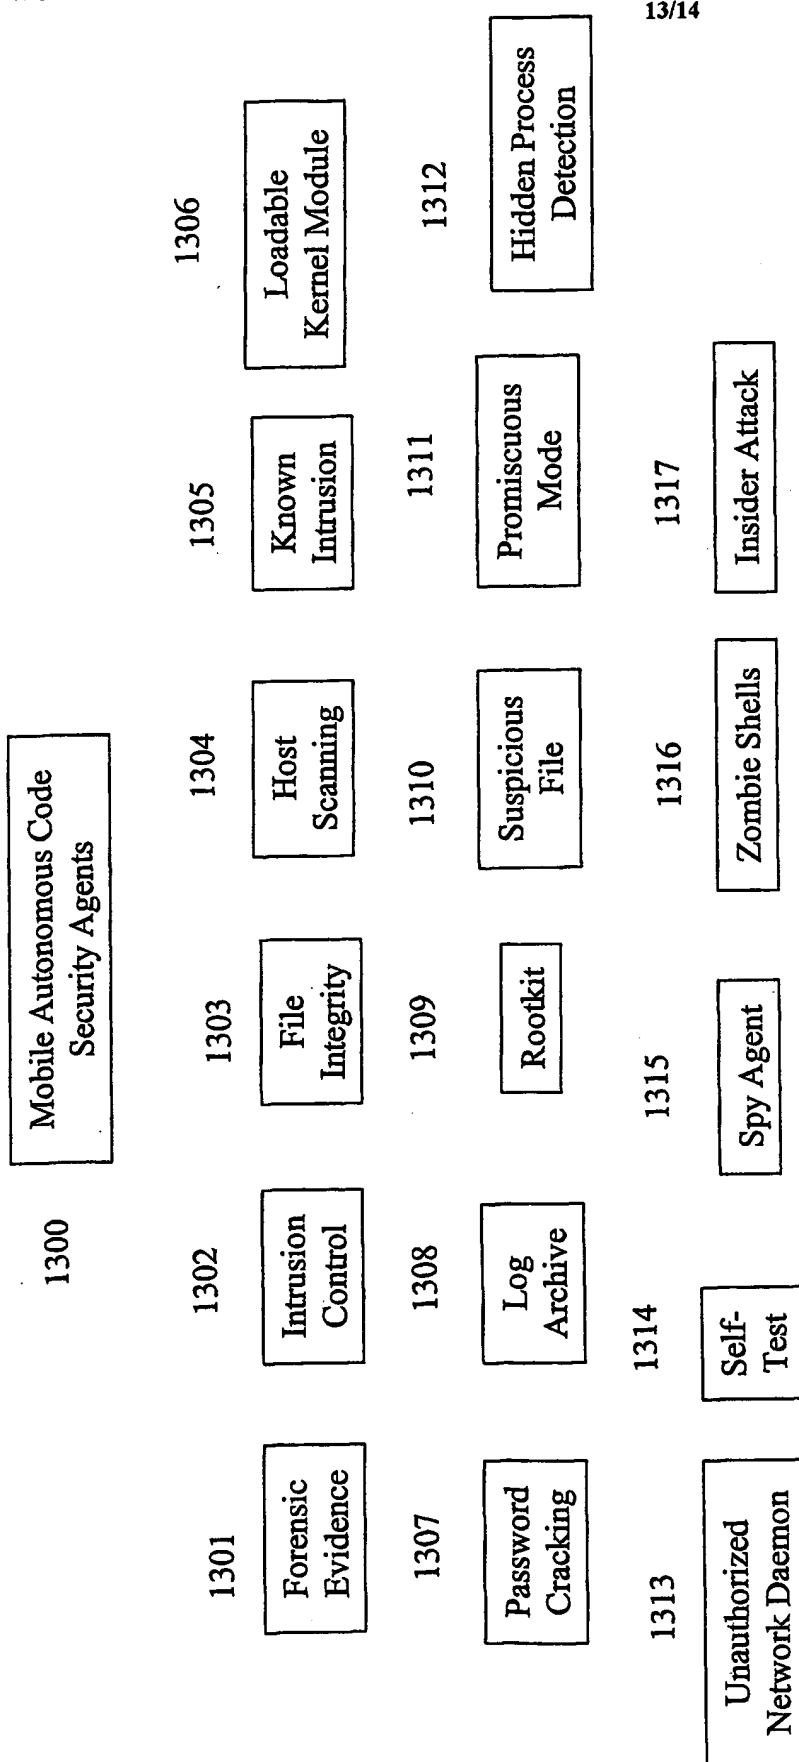 13/14
1300
Mobile Autonomous Code
Security Agents
1301
Forensic
Evidence
1302
Intrusion
Control
1303
File
Integrity
1304
Host
Scanning
1305
Known
Intrusion
1306
Loadable
Kernel Module
1307
Password
Cracking
1308
Log
Archive
1309
Rootkit
1310
Suspicious
File
1311
Promiscuous
Mode
1312
Hidden Process
Detection
1313
Unauthorized
Network Daemon
1314
Self-
Test
1315
Spy Agent
1316
Zombie Shells
1317
Insider Attack